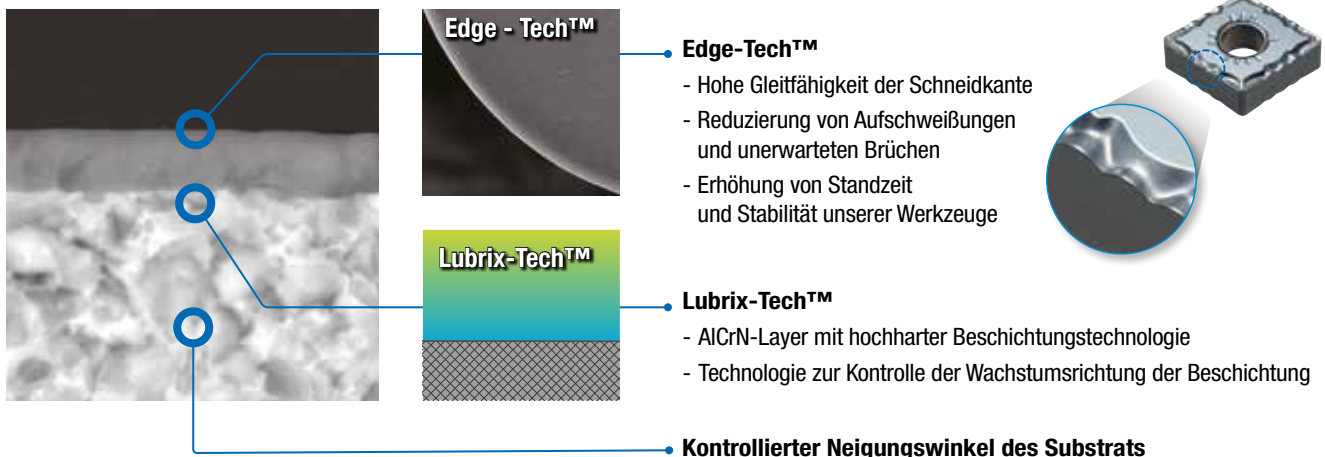 Edge - Tech™
Edge-Tech™
- Hohe Gleitfähigkeit der Schneidkante
- Reduzierung von Aufschweißungen
und unerwarteten Brüchen
- Erhöhung von Standzeit
und Stabilität unserer Werkzeuge
Lubrix-Tech™
Lubrix-Tech™
- AlCrN-Layer mit hochharter Beschichtungstechnologie
- Technologie zur Kontrolle der Wachstumsrichtung der Beschichtung
Kontrollierter Neigungswinkel des Substrats